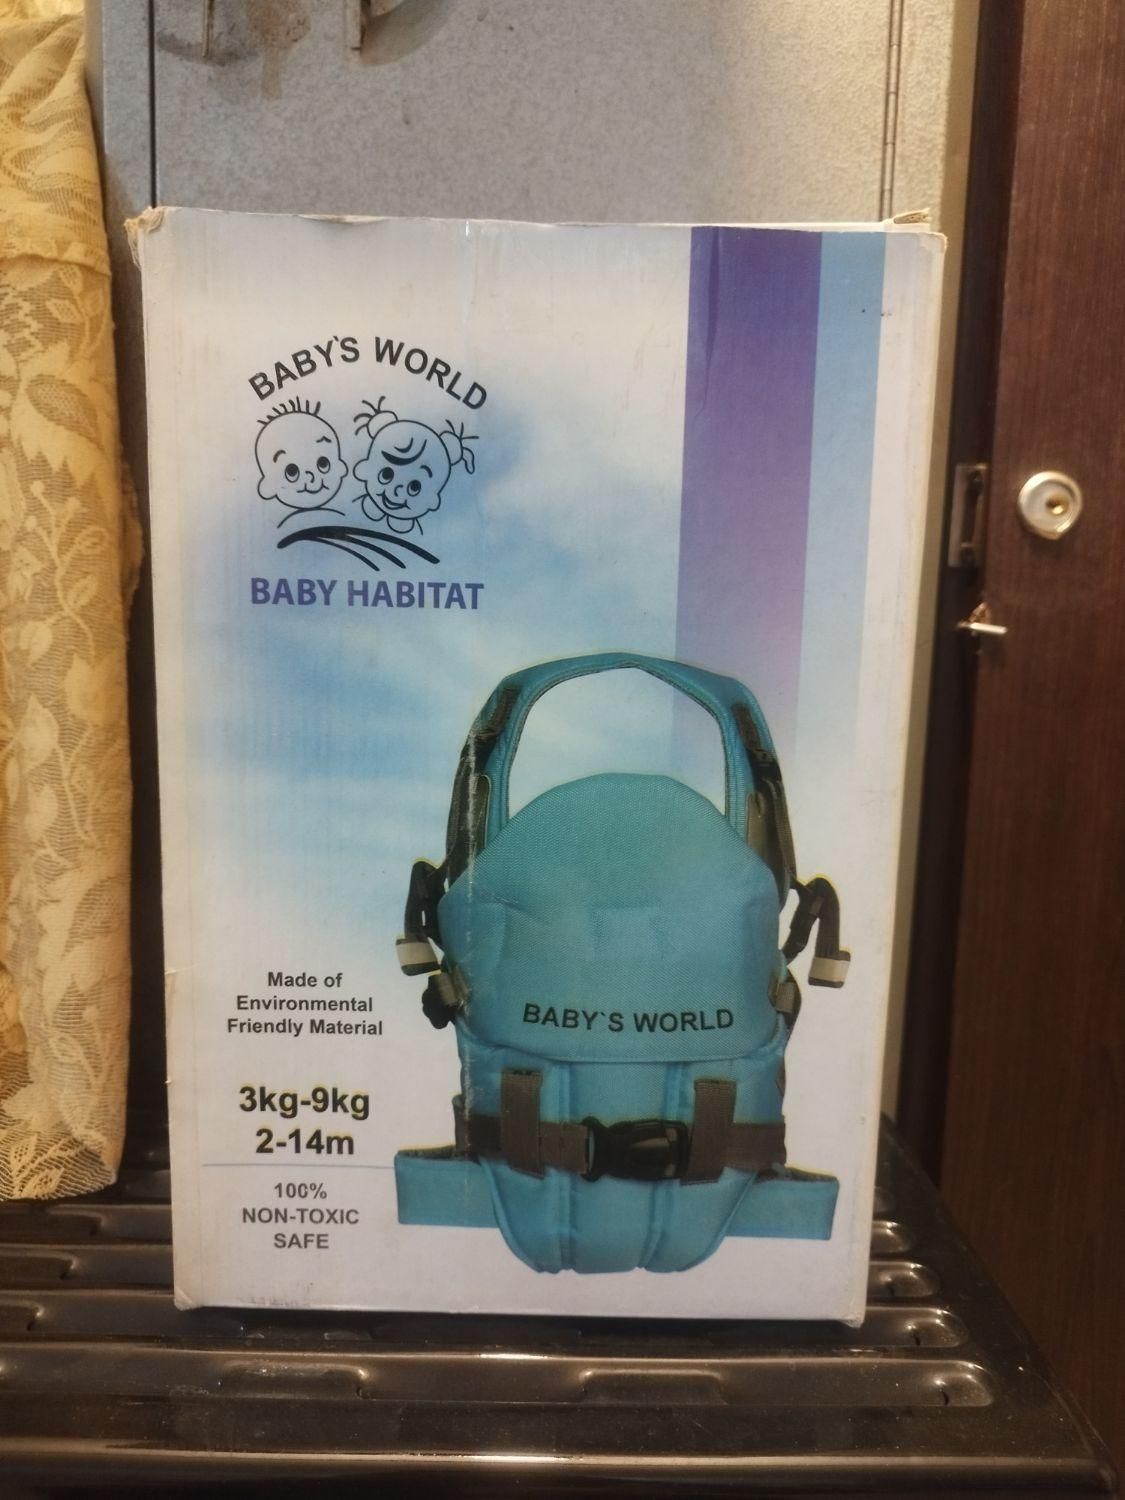 BABY`S WORLD
BABY HABITAT
Made of
Environmental
Friendly Material
3kg-9kg
2-14m
100%
NON-TOXIC
SAFE
BABY`S WORLD